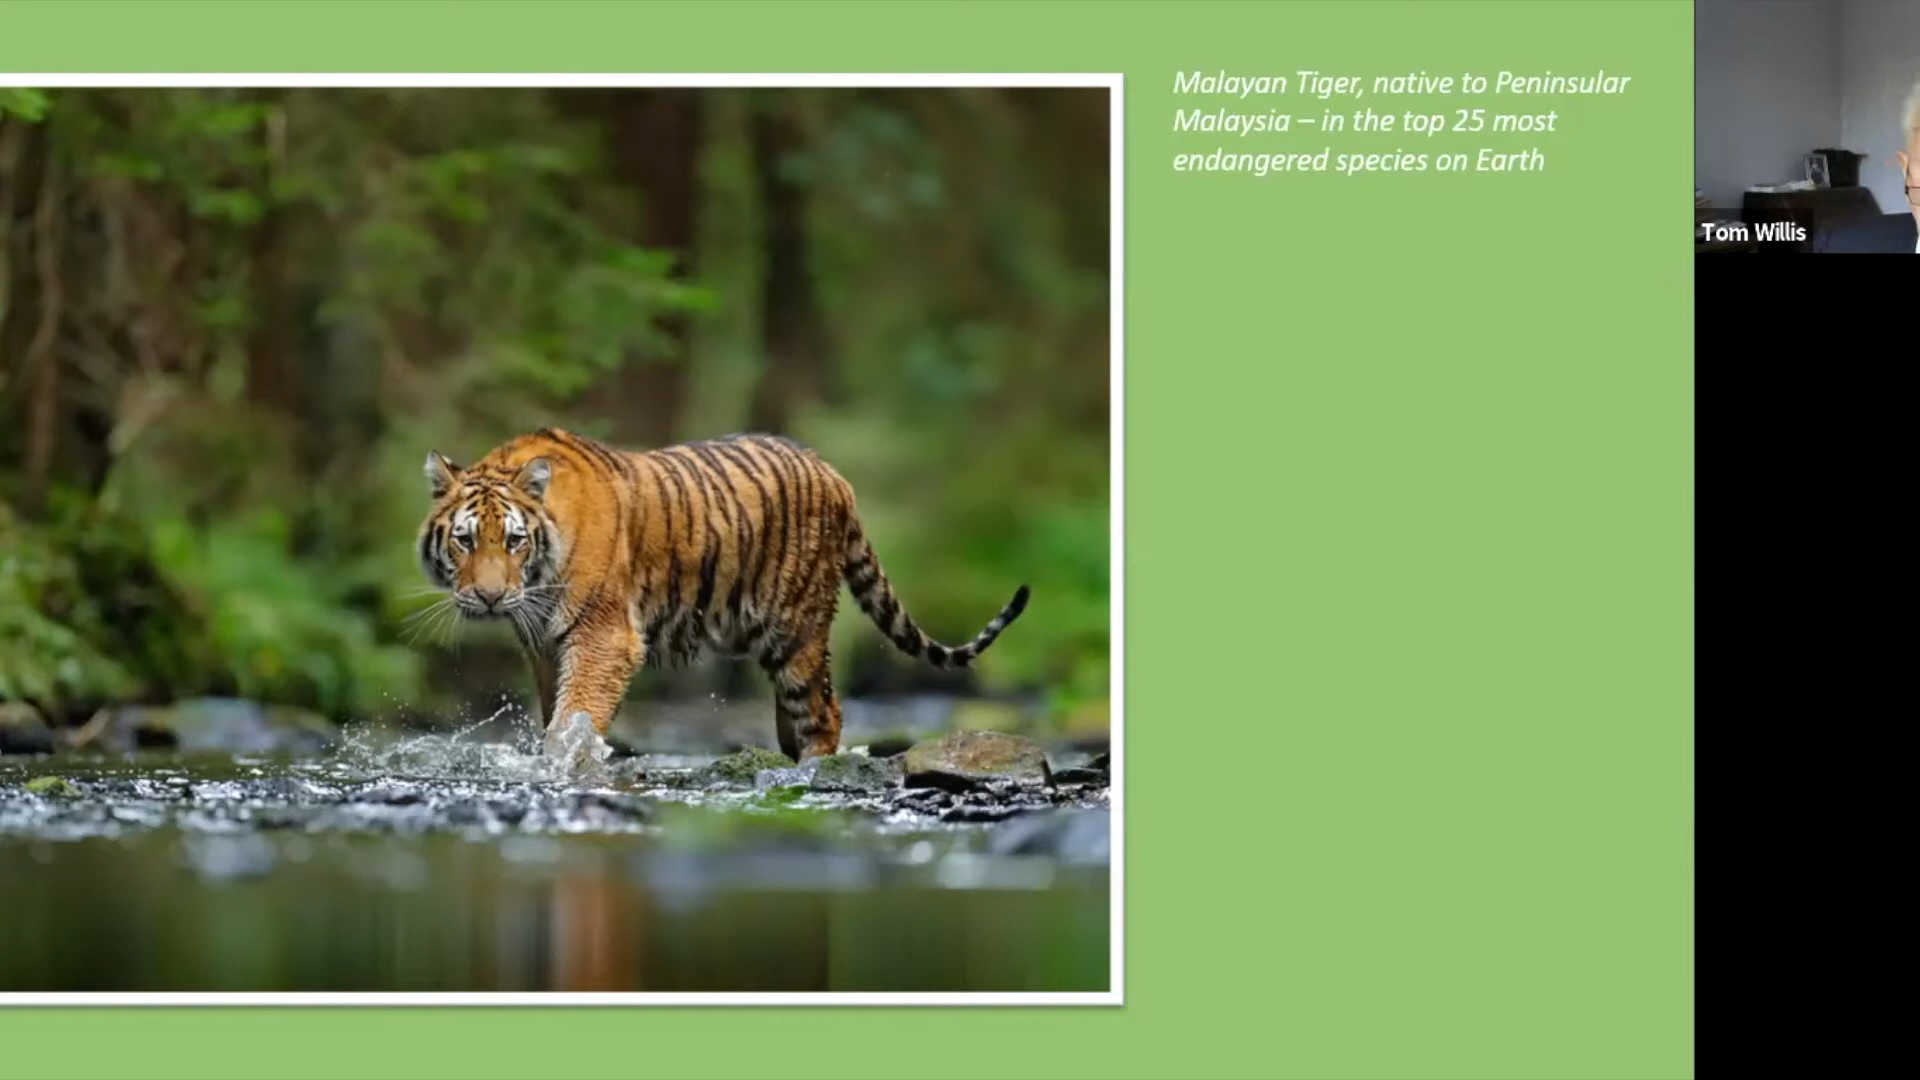 Malayan Tiger, native to Peninsular
Malaysia – in the top 25 most
endangered species on Earth
Tom Willis